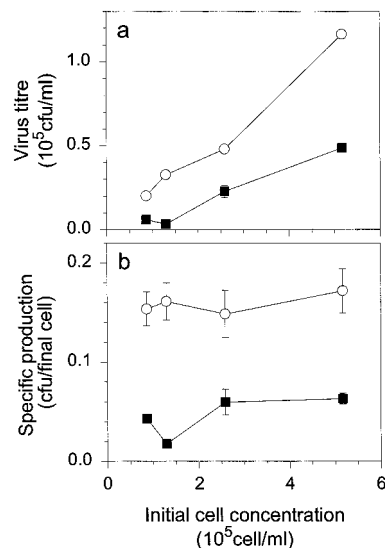 a
Virus titre
(10⁵cfu/ml)
1.0
0.5
0.0
b
Specific production
(cfu/final cell)
0.2
0.1
0.0
0 2 4 6
Initial cell concentration
(10⁵cell/ml)